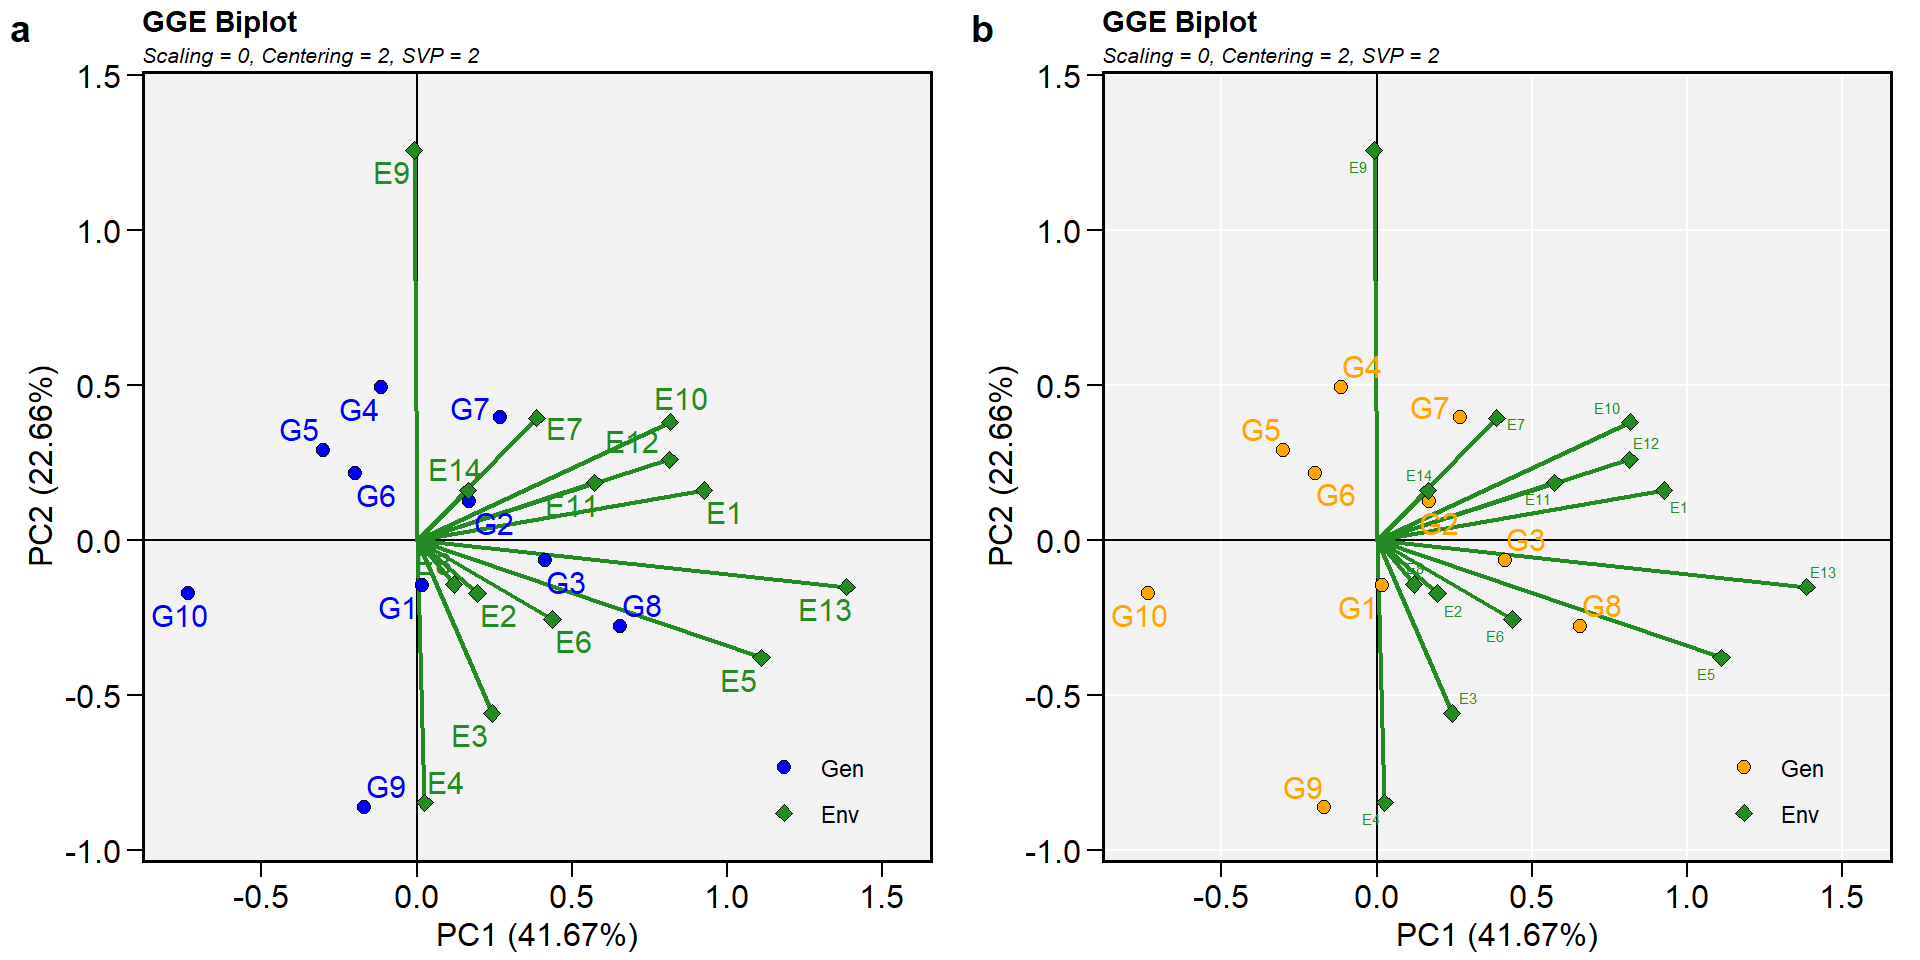 a
GGE Biplot
Scaling = 0, Centering = 2, SVP = 2
1.5
1.0
0.5
0.0
-0.5
-1.0
PC2 (22.66%)
E9
G4
G5
G6
G7
E7
E10
E12
E14
E11
E1
G2
G3
G1
E2
E6
G8
E13
E5
G10
E3
E4
G9
Gen
Env
-0.5
0.0
0.5
1.0
1.5
PC1 (41.67%)
b
GGE Biplot
Scaling = 0, Centering = 2, SVP = 2
1.5
1.0
0.5
0.0
-0.5
-1.0
PC2 (22.66%)
E9
G4
G5
G6
G7
E7
E10
E12
E14
E11
E1
G2
G3
E8
G1
E2
E6
G8
E13
E5
G10
E3
E4
G9
Gen
Env
-0.5
0.0
0.5
1.0
1.5
PC1 (41.67%)